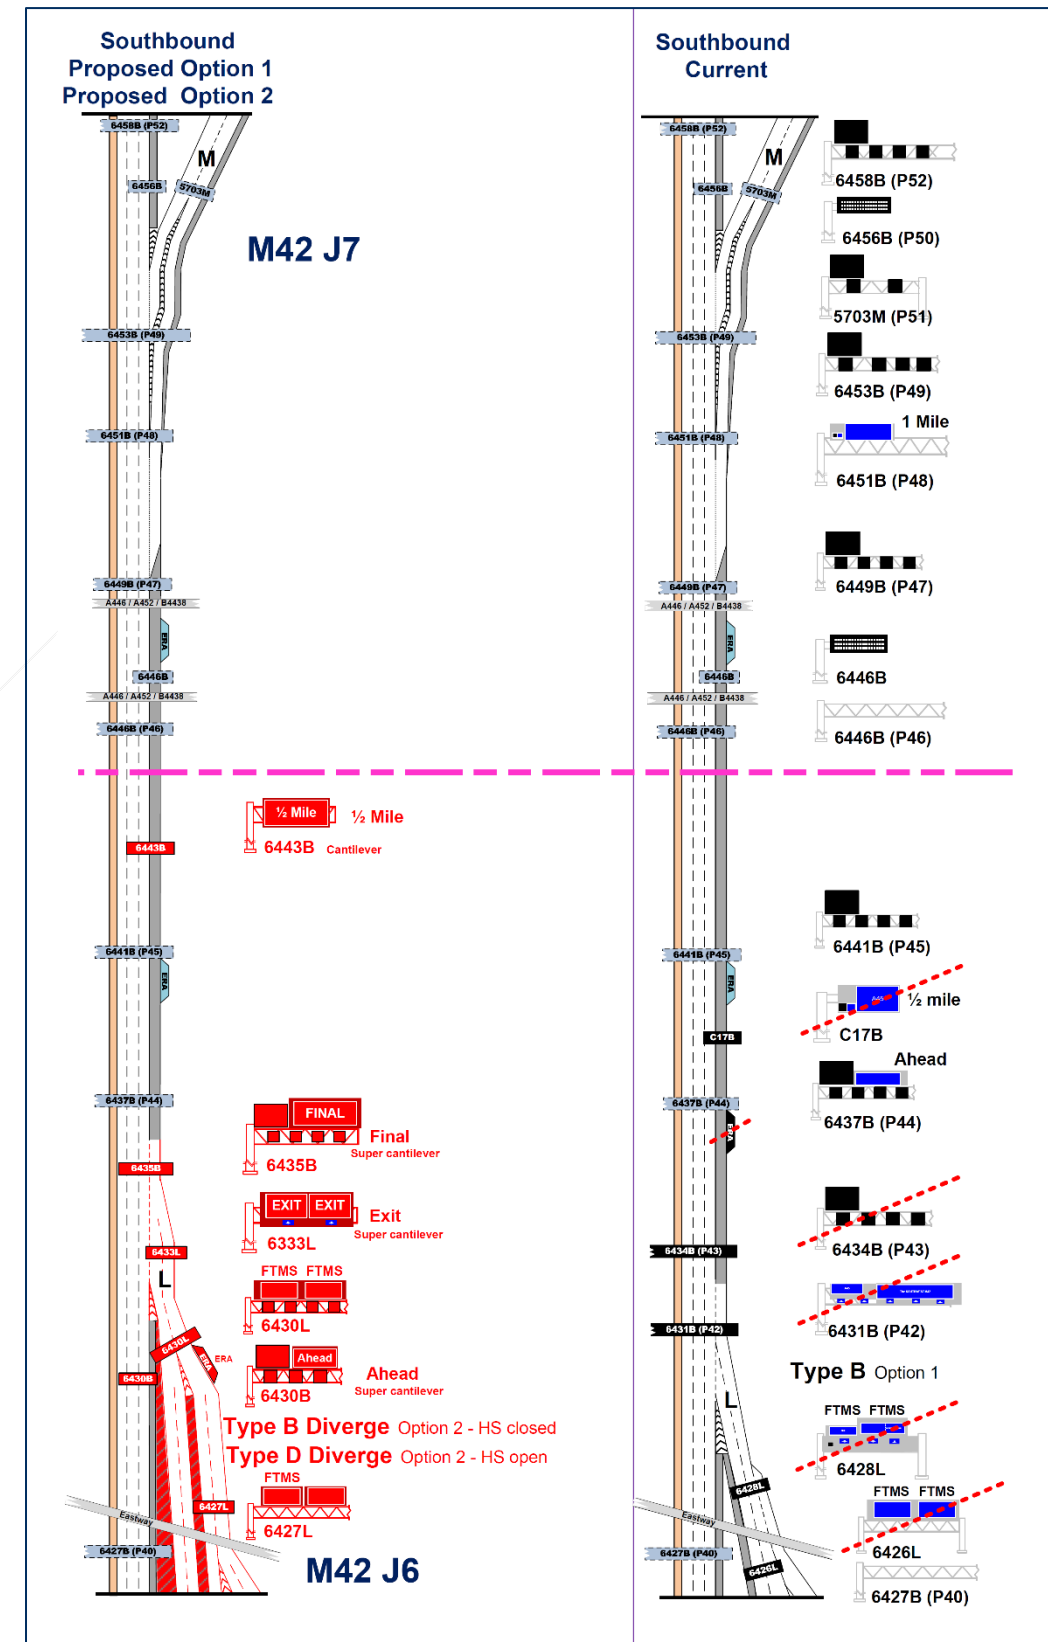 Southbound
Proposed Option 1
Proposed Option 2
6458B (P52)
M
6456B
5703M
M42 J7
6453B (P49)
6451B (P48)
6449B (P47)
A446 / A452 / B4438
ERA
6446B
A446 / A452 / B4438
6446B (P46)
½ Mile
½ Mile
6443B Cantilever
6443B
6441B (P45)
ERA
6437B (P44)
FINAL
Final
Super cantilever
6435B
6435B
EXIT EXIT
Exit
Super cantilever
6333L
6433L
L
FTMS FTMS
6430L
6430L
ERA
ERA
Ahead
Ahead
Super cantilever
6430B
6430B
Type B Diverge Option 2 - HS closed
Type D Diverge Option 2 - HS open
FTMS
6427L
6427L
Eastway
6427B (P40)
M42 J6
Southbound
Current
6458B (P52)
M
6456B
5703M
6453B (P49)
6451B (P48)
6449B (P47)
A446 / A452 / B4438
ERA
6446B
A446 / A452 / B4438
6446B (P46)
6441B (P45)
ERA
C17B
6437B (P44)
ERA
6434B (P43)
6431B (P42)
L
6428L
Eastway
6427B (P40)
6426L
6458B (P52)
6456B (P50)
5703M (P51)
6453B (P49)
1 Mile
6451B (P48)
6449B (P47)
6446B
6446B (P46)
6441B (P45)
A45
½ mile
C17B
Ahead
6437B (P44)
6434B (P43)
6431B (P42)
Type B Option 1
FTMS FTMS
6428L
FTMS FTMS
6426L
6427B (P40)